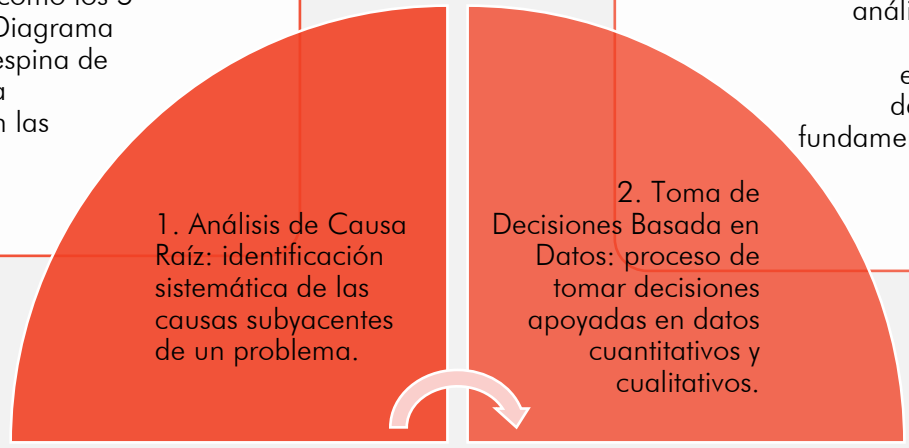 como los 5
Diagrama
espina de
a
n las
1. Análisis de Causa
Raíz: identificación
sistemática de las
causas subyacentes
de un problema.
análi
e
de
fundame
2. Toma de
Decisiones Basada en
Datos: proceso de
tomar decisiones
apoyadas en datos
cuantitativos y
cualitativos.